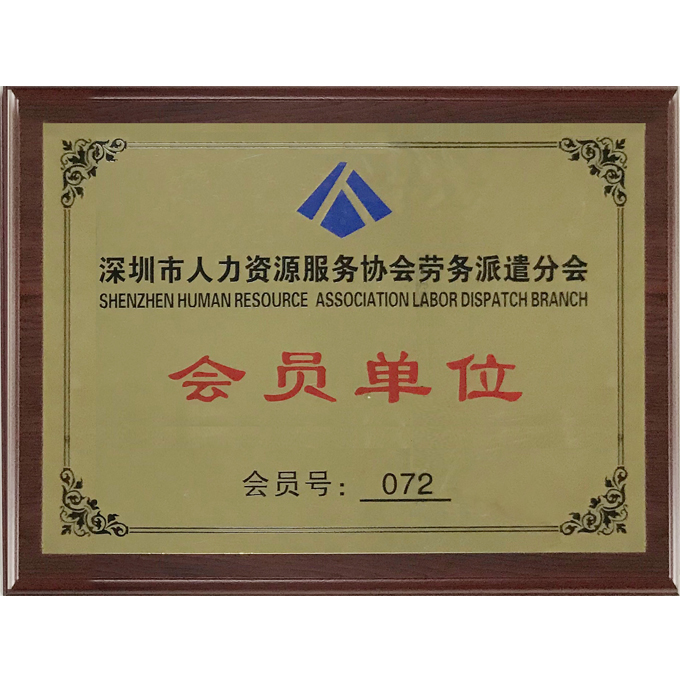 深圳市人力资源服务协会劳务派遣分会
SHENZHEN HUMAN RESOURCE ASSOCIATION LABOR DISPATCH BRANCH
会员单位
会员号：072